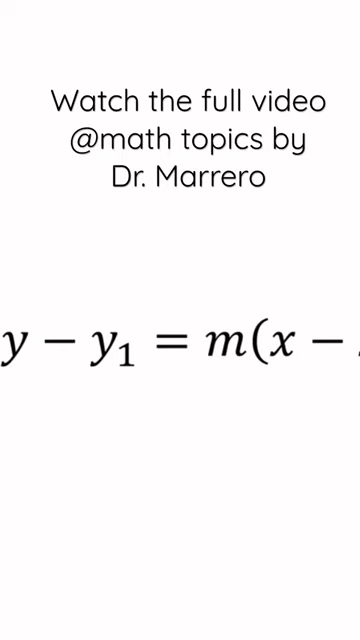 Watch the full video
@math topics by
Dr. Marrero
y − y₁ = m(x −